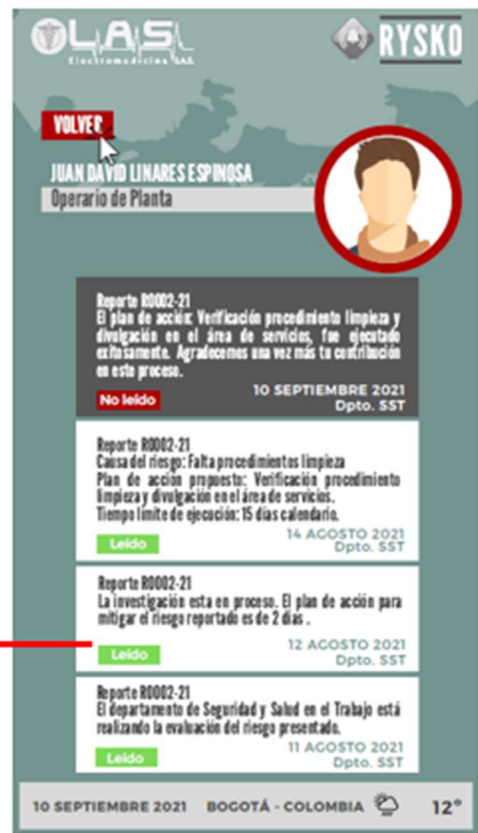 L.A.S.
Electromedicina S.A.S.
RYSKO
VOLVER
JUAN DAVID LINARES ESPINOSA
Operario de Planta
Reporte R0002-21
El plan de acción: Verificación procedimiento limpieza y
divulgación en el área de servicios, fue ejecutado
exitosamente. Agradecemos una vez más tu contribución
en este proceso.
No leído
10 SEPTIEMBRE 2021
Dpto. SST
Reporte R0002-21
Causa del riesgo: Falta procedimientos limpieza
Plan de acción propuesto: Verificación procedimiento
limpieza y divulgación en el área de servicios.
Tiempo limite de ejecución: 15 días calendario.
Leído
14 AGOSTO 2021
Dpto. SST
Reporte R0002-21
La investigación esta en proceso. El plan de acción para
mitigar el riesgo reportado es de 2 días .
Leído
12 AGOSTO 2021
Dpto. SST
Reporte R0002-21
El departamento de Seguridad y Salud en el Trabajo está
realizando la evaluación del riesgo presentado.
Leído
11 AGOSTO 2021
Dpto. SST
10 SEPTIEMBRE 2021 BOGOTÁ - COLOMBIA 12°